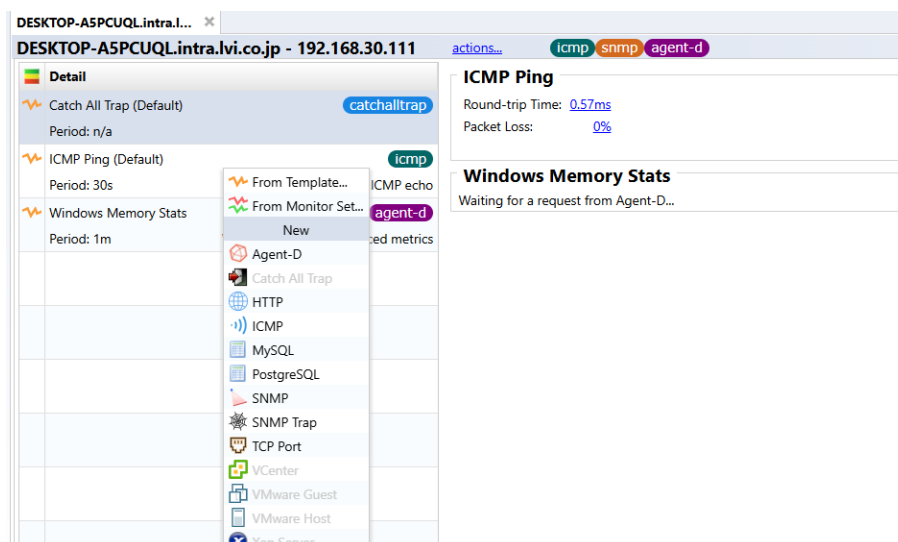 DESKTOP-A5PCUQL.intra.l...
DESKTOP-A5PCUQL.intra.lvi.co.jp - 192.168.30.111 actions... icmp snmp agent-d
Detail
Catch All Trap (Default) catchalltrap
Period: n/a
ICMP Ping (Default) icmp
Period: 30s ICMP echo
Windows Memory Stats agent-d
Period: 1m metrics
From Template...
From Monitor Set...
New
Agent-D
Catch All Trap
HTTP
ICMP
MySQL
PostgreSQL
SNMP
SNMP Trap
TCP Port
VCenter
VMware Guest
VMware Host
Xen Server
ICMP Ping
Round-trip Time: 0.57ms
Packet Loss: 0%
Windows Memory Stats
Waiting for a request from Agent-D...